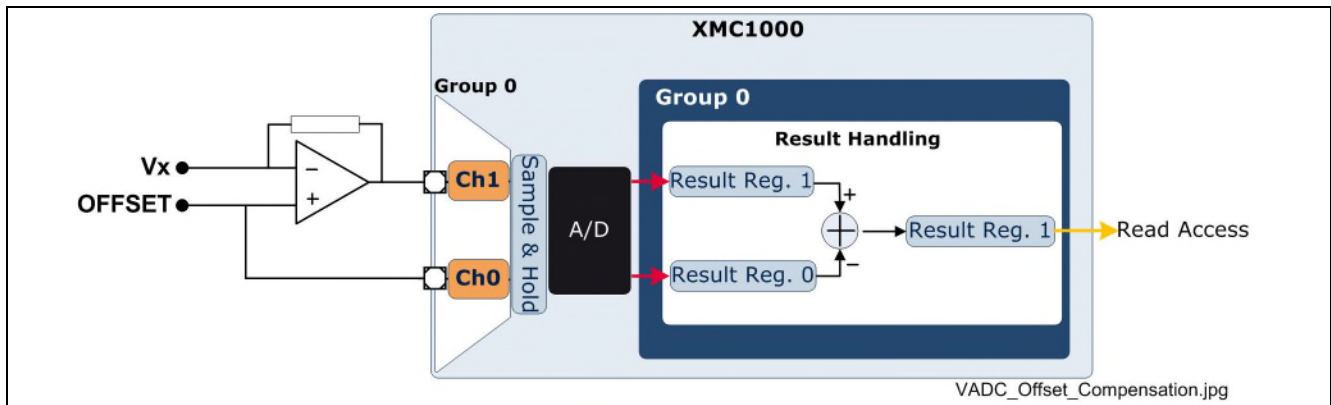 XMC1000
Group 0
Group 0
Result Handling
Vx
OFFSET
−
+
Ch1
Ch0
Sample & Hold
A/D
Result Reg. 1
+
Result Reg. 1
Read Access
−
Result Reg. 0
VADC_Offset_Compensation.jpg